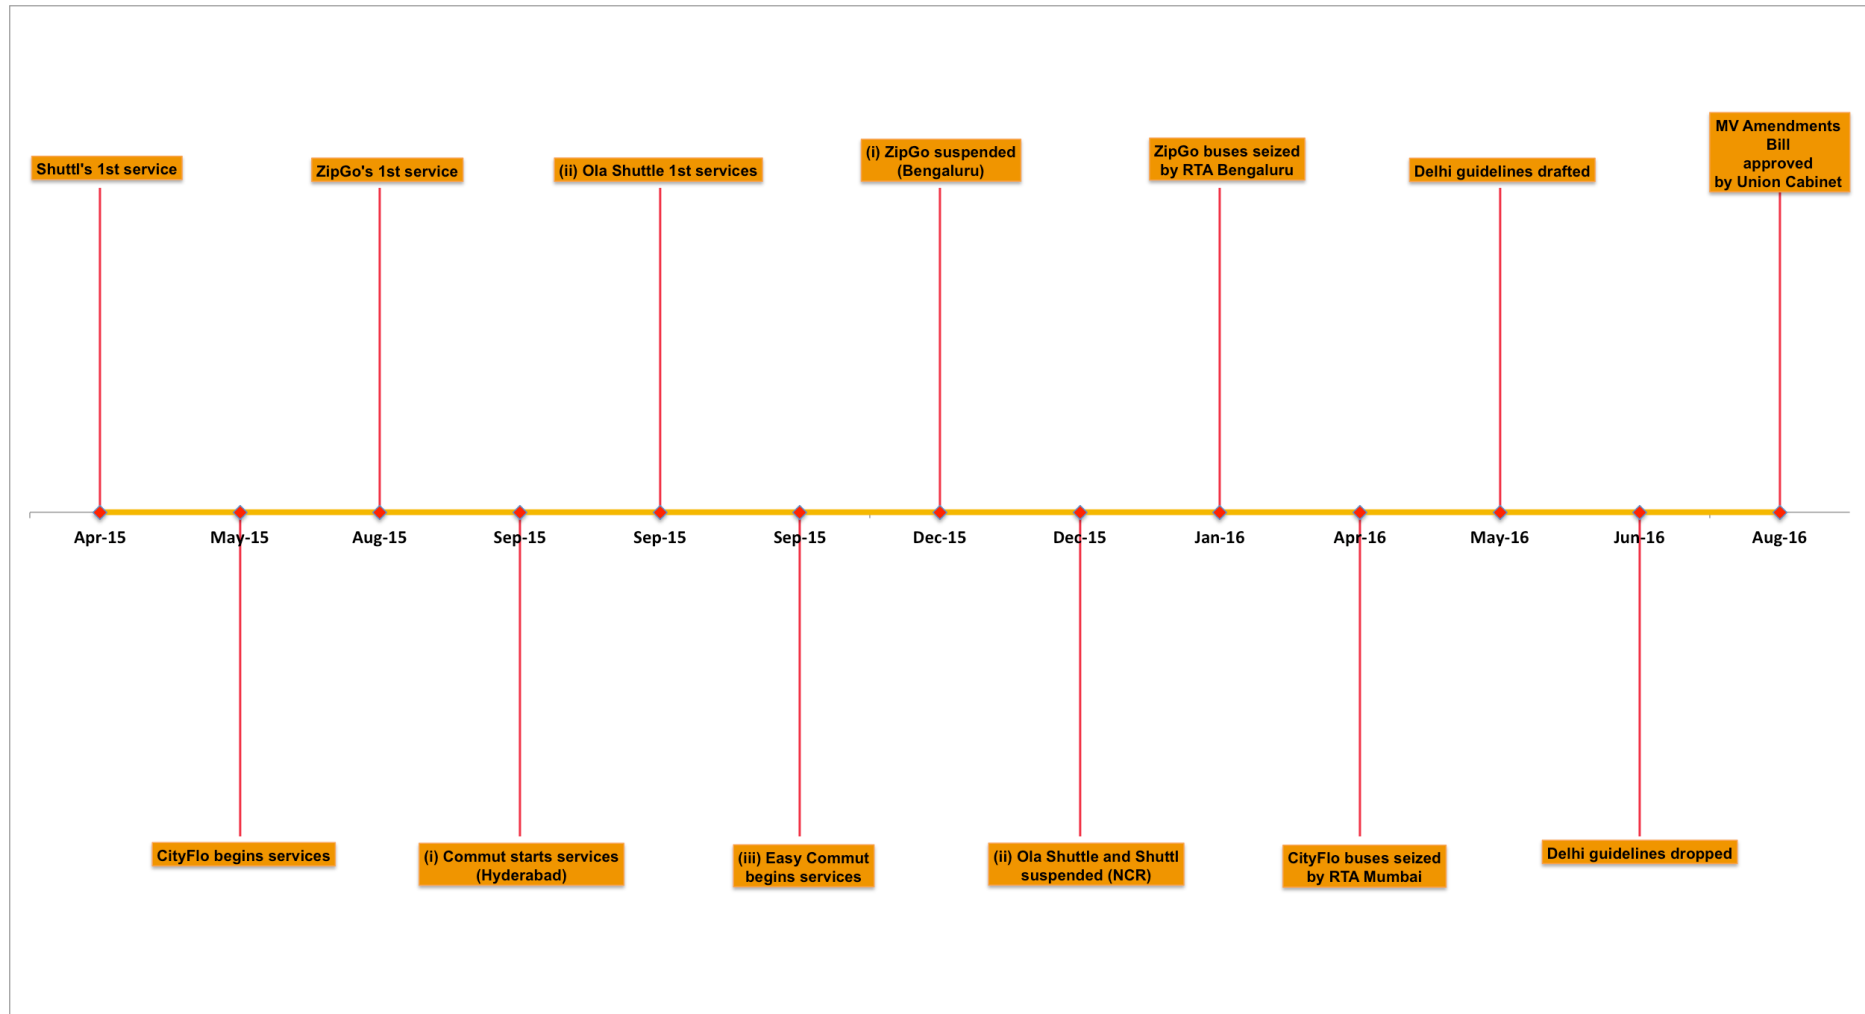 MV Amendments
Bill
approved
by Union Cabinet
Shuttl's 1st service
ZipGo's 1st service
(ii) Ola Shuttle 1st services
(i) ZipGo suspended
(Bengaluru)
ZipGo buses seized
by RTA Bengaluru
Delhi guidelines drafted
Apr-15
May-15
Aug-15
Sep-15
Sep-15
Sep-15
Dec-15
Dec-15
Jan-16
Apr-16
May-16
Jun-16
Aug-16
CityFlo begins services
(i) Commut starts services
(Hyderabad)
(iii) Easy Commut
begins services
(ii) Ola Shuttle and Shuttl
suspended (NCR)
CityFlo buses seized
by RTA Mumbai
Delhi guidelines dropped